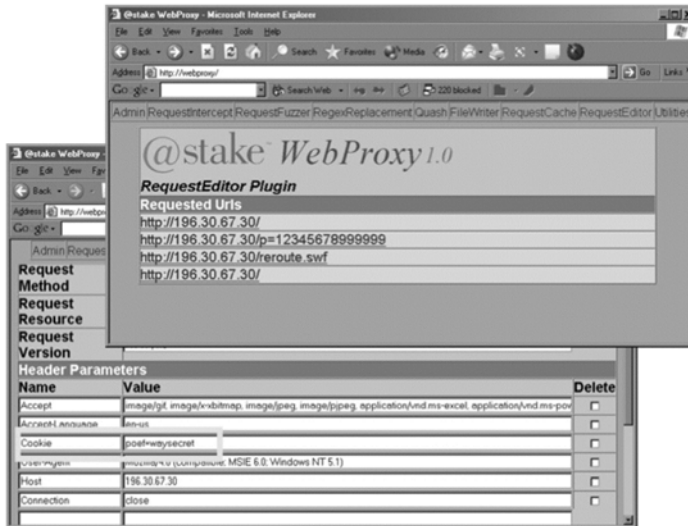 @stake WebProxy - Microsoft Internet Explorer
File Edit View Favorites Tools Help
Back Search Favorites Media
Address http://webproxy/ Go Links
Google Search Web 220 blocked
Admin RequestIntercept RequestFuzzer RegexReplacement Quash FileWriter RequestCache RequestEditor Utilities
@stake WebProxy 1.0
RequestEditor Plugin
Requested Urls
http://196.30.67.30/
http://196.30.67.30/p=12345678999999
http://196.30.67.30/reroute.swf
http://196.30.67.30/
@stake WebProxy -
File Edit View
Back
Address
Google
Admin
Request Method
Request Resource
Request Version
Header Parameters
Name Value Delete
Accept image/gif, image/x-xbitmap, image/jpeg, image/pjpeg, application/vnd.ms-excel, application/vnd.ms-pow
Accept-Language en-us
Cookie poet=waysecret
User-Agent Mozilla/4.0 (compatible; MSIE 6.0; Windows NT 5.1)
Host 196.30.67.30
Connection close